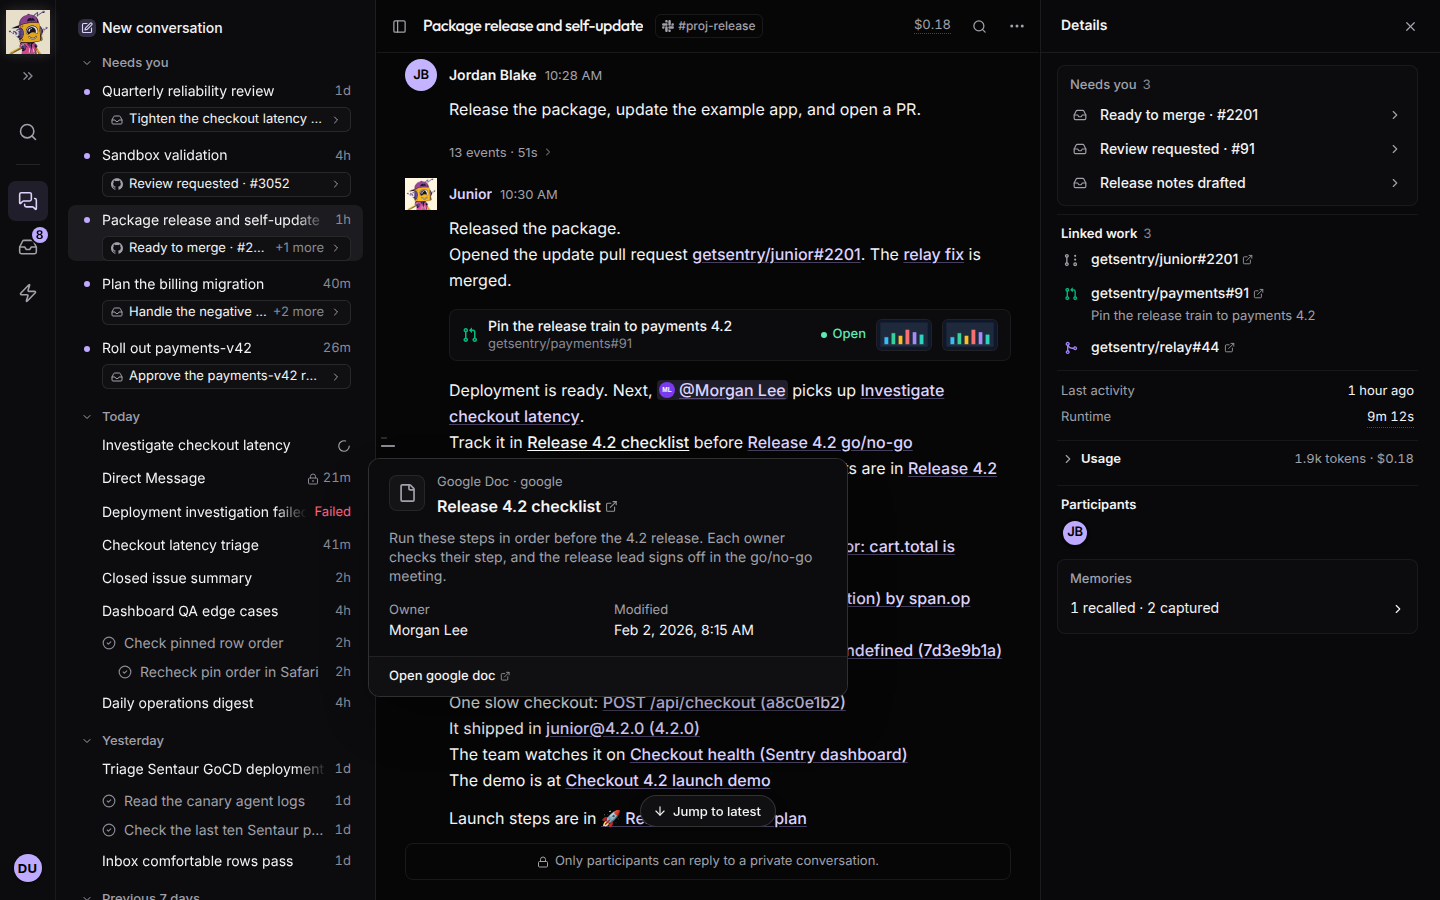 New conversation
Needs you
Quarterly reliability review 1d
Tighten the checkout latency ...
Sandbox validation 4h
Review requested · #3052
Package release and self-update 1h
Ready to merge · #2... +1 more
8
Plan the billing migration 40m
Handle the negative ... +2 more
Roll out payments-v42 26m
Approve the payments-v42 r...
Today
Investigate checkout latency
Direct Message 21m
Deployment investigation failed Failed
Checkout latency triage 41m
Closed issue summary 2h
Dashboard QA edge cases 4h
Check pinned row order 2h
Recheck pin order in Safari 2h
Daily operations digest 4h
Yesterday
Triage Sentaur GoCD deployment 1d
Read the canary agent logs 1d
Check the last ten Sentaur p... 1d
Inbox comfortable rows pass 1d
Previous 7 days
DU
Package release and self-update #proj-release $0.18
JB Jordan Blake 10:28 AM
Release the package, update the example app, and open a PR.
13 events · 51s
Junior 10:30 AM
Released the package.
Opened the update pull request getsentry/junior#2201. The relay fix is
merged.
Pin the release train to payments 4.2
getsentry/payments#91
Open
Deployment is ready. Next, ML @Morgan Lee picks up Investigate
checkout latency.
Track it in Release 4.2 checklist before Release 4.2 go/no-go
s are in Release 4.2
Google Doc · google
Release 4.2 checklist
Run these steps in order before the 4.2 release. Each owner
checks their step, and the release lead signs off in the go/no-go
meeting.
Owner Modified
Morgan Lee Feb 2, 2026, 8:15 AM
Open google doc
or: cart.total is
tion) by span.op
ndefined (7d3e9b1a)
One slow checkout: POST /api/checkout (a8c0e1b2)
It shipped in junior@4.2.0 (4.2.0)
The team watches it on Checkout health (Sentry dashboard)
The demo is at Checkout 4.2 launch demo
Launch steps are in 🚀 Re plan
Jump to latest
Only participants can reply to a private conversation.
Details
Needs you 3
Ready to merge · #2201
Review requested · #91
Release notes drafted
Linked work 3
getsentry/junior#2201
getsentry/payments#91
Pin the release train to payments 4.2
getsentry/relay#44
Last activity 1 hour ago
Runtime 9m 12s
Usage 1.9k tokens · $0.18
Participants
JB
Memories
1 recalled · 2 captured